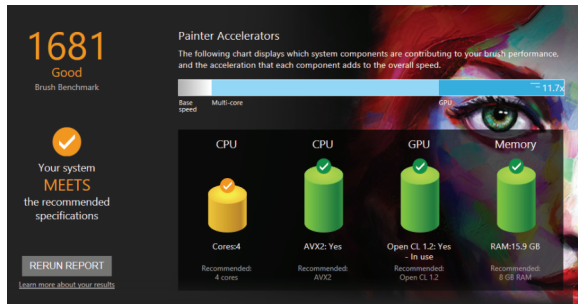 1681
Good
Brush Benchmark
Your system
MEETS
the recommended
specifications
RERUN REPORT
Learn more about your results
Painter Accelerators
The following chart displays which system components are contributing to your brush performance,
and the acceleration that each component adds to the overall speed.
11.7x
Base
speed
Multi-core
GPU
CPU
Cores:4
Recommended:
4 cores
CPU
AVX2: Yes
Recommended:
AVX2
GPU
Open CL 1.2: Yes
- In use
Recommended:
Open CL 1.2
Memory
RAM:15.9 GB
Recommended:
8 GB RAM